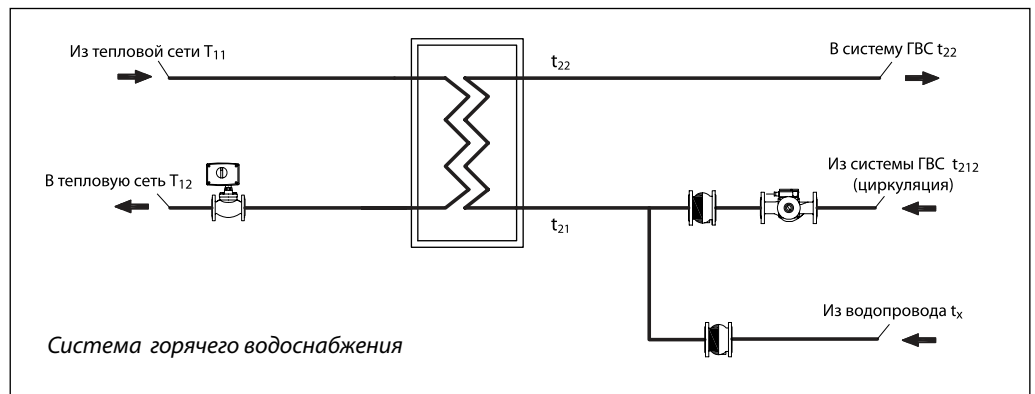 Из тепловой сети T11
t22
В систему ГВС t22
В тепловую сеть T12
Из системы ГВС t212
(циркуляция)
t21
Из водопровода tx
Система горячего водоснабжения